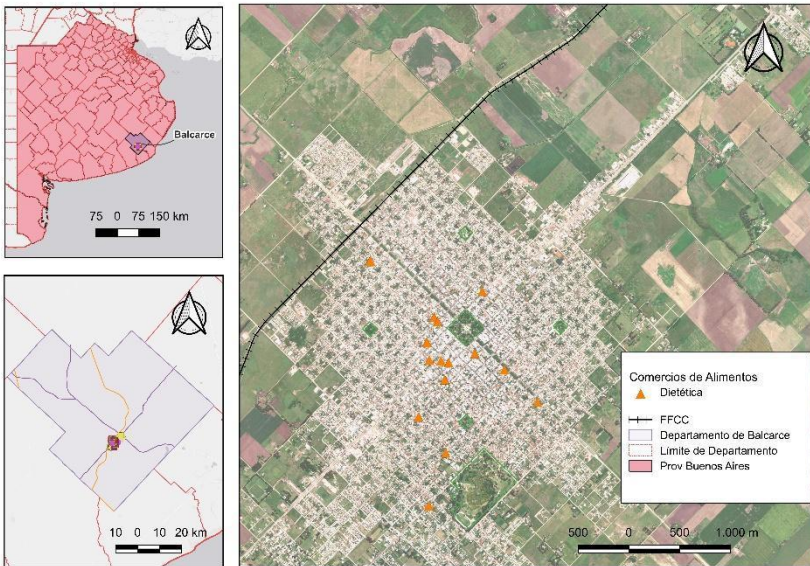 Balcarce
75 0 75 150 km
10 0 10 20 km
Comercios de Alimentos
Dietética
FFCC
Departamento de Balcarce
Límite de Departamento
Prov Buenos Aires
500 0 500 1.000 m